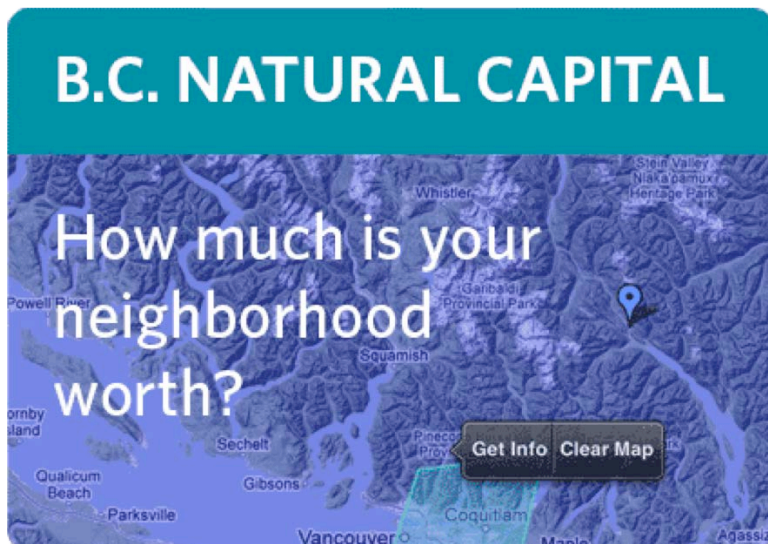 B.C. NATURAL CAPITAL
Stein Valley
Nlaka'pamux
Heritage Park
Whistler
How much is your
Garibaldi
Provincial Park
Powell River
neighborhood
Squamish
worth?
Sechelt
Get Info Clear Map
Qualicum
Beach
Gibsons
Parksville
Coquitlam
Vancouver